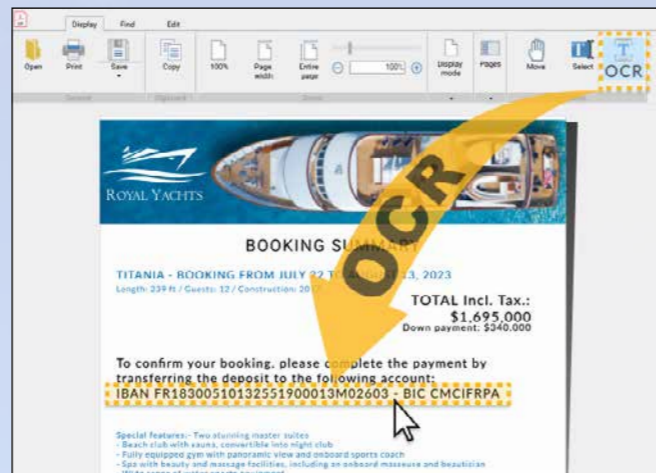 Display Find Edit
Open Print Save Copy 100% Page width Entire page 100% Display mode Pages Move Select OCR
ROYAL YACHTS
OCR
BOOKING SUMMARY
TITANIA - BOOKING FROM JULY 22 TO AUGUST 13, 2023
Length: 239 ft / Guests: 12 / Construction:
TOTAL Incl. Tax.:
$1,695,000
Down payment: $340.000
To confirm your booking, please complete the payment by
transferring the deposit to the following account:
IBAN FR18300510132551900013M02603 - BIC CMCIFRPA
Special features:- Two stunning master suites
- Beach club with sauna, convertible into night club
- Fully equipped gym with panoramic view and onboard sports coach
- Spa with beauty and massage facilities, including an onboard masseuse and beautician